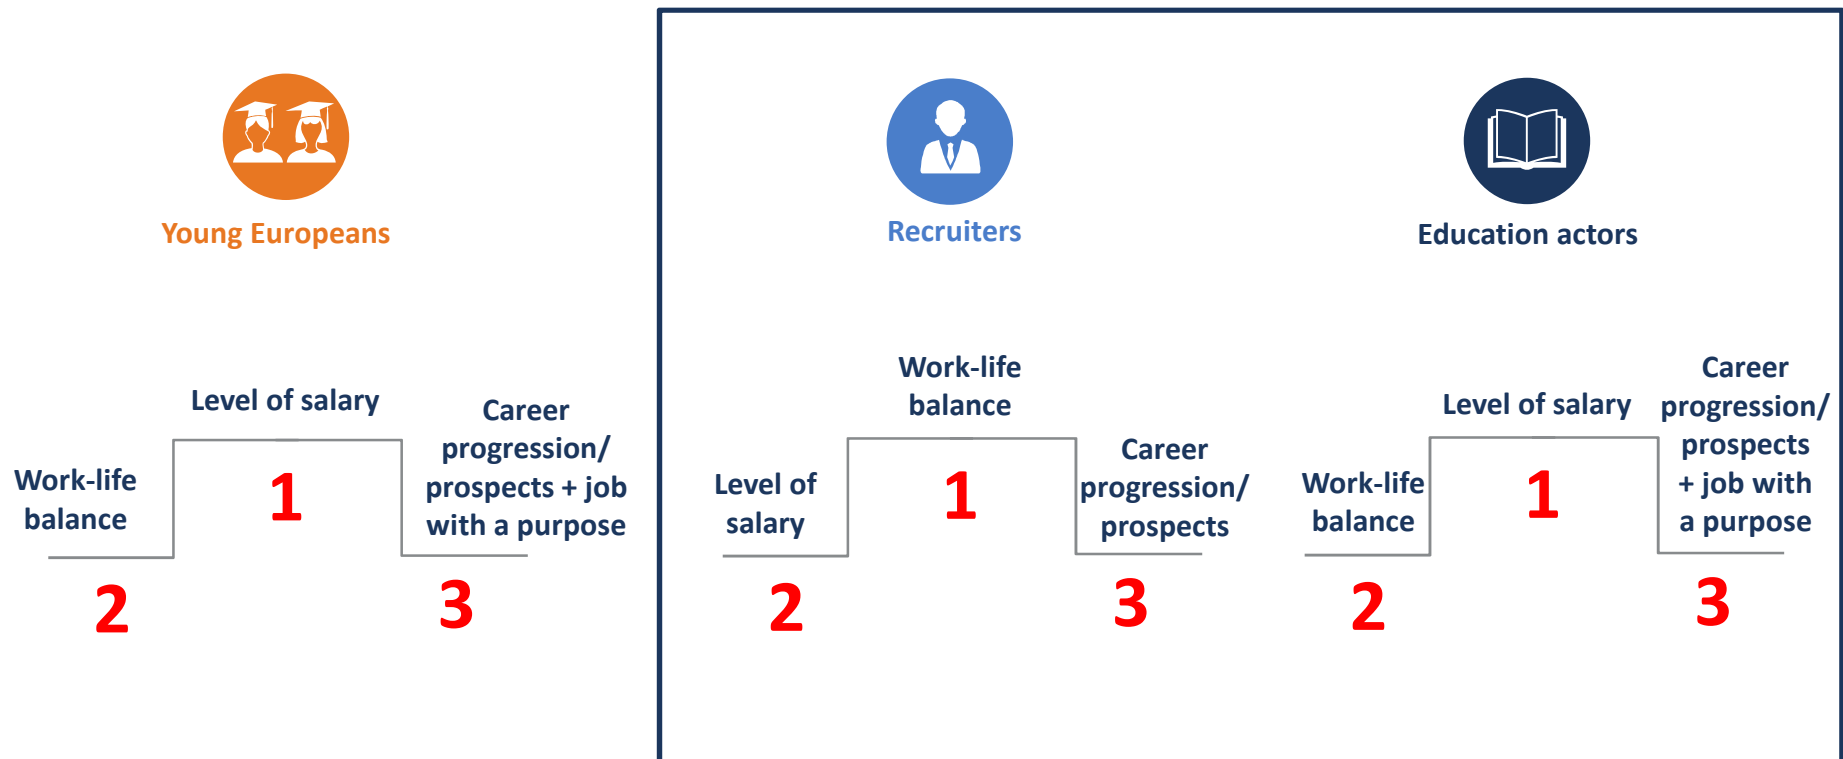 Young Europeans
Level of salary
1
Work-life
balance
2
Career
progression/
prospects + job
with a purpose
3
Recruiters
Work-life
balance
1
Level of
salary
2
Career
progression/
prospects
3
Education actors
Level of salary
1
Work-life
balance
2
Career
progression/
prospects
+ job with
a purpose
3